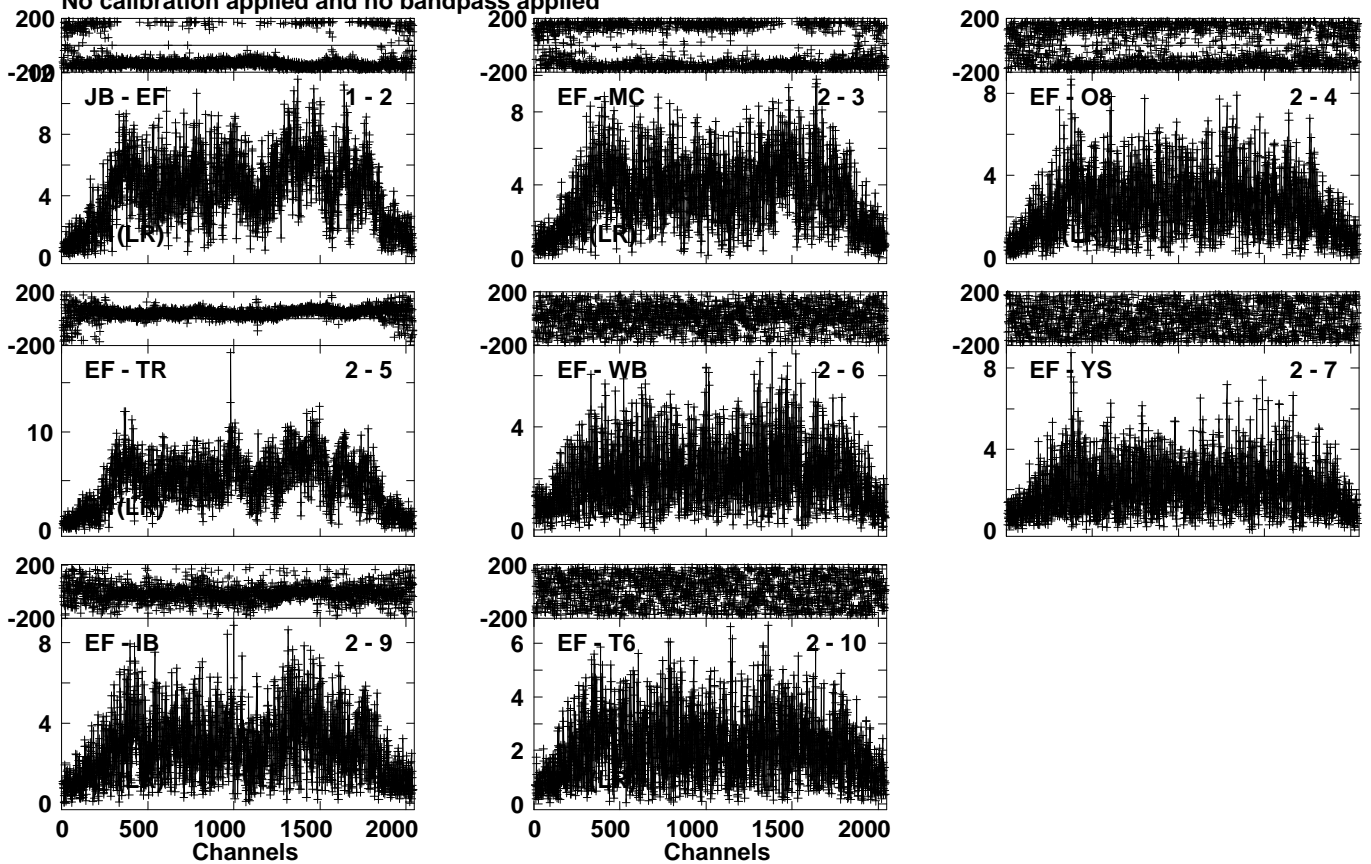 No calibration applied and no bandpass applied
200
-200
JB - EF 1 - 2
8
4
0
(LR)
200
-200
EF - MC 2 - 3
8
4
0
(LR)
200
-200
EF - O8 2 - 4
8
4
0
200
-200
EF - TR 2 - 5
10
0
(LR)
200
-200
EF - WB 2 - 6
4
0
200
-200
EF - YS 2 - 7
8
4
0
200
-200
EF - IB 2 - 9
8
4
0
0 500 1000 1500 2000
Channels
200
-200
EF - T6 2 - 10
6
4
2
0
0 500 1000 1500 2000
Channels